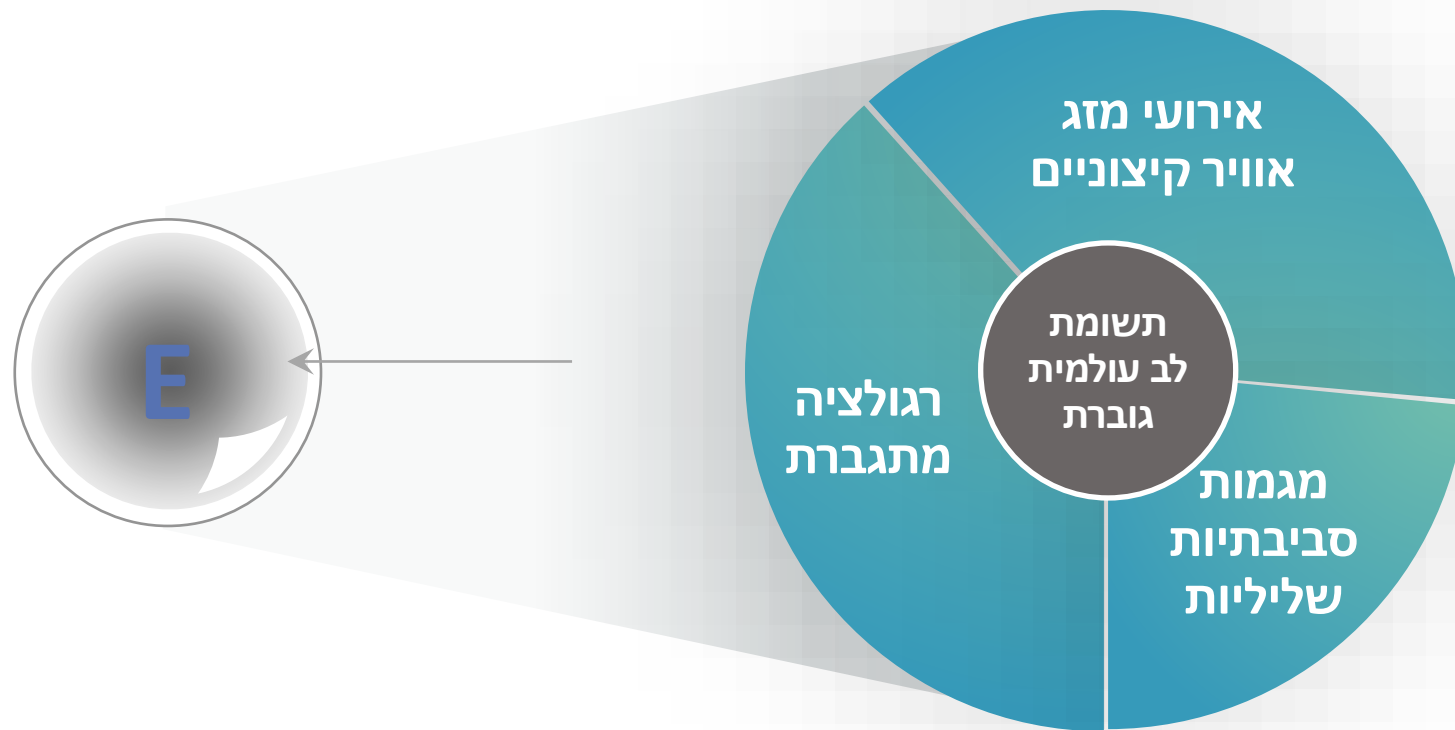 אירועי מזג
אוויר קיצוניים
תשומת
לב עולמית
גוברת
רגולציה
מתגברת
מגמות
סביבתיות
שליליות
E